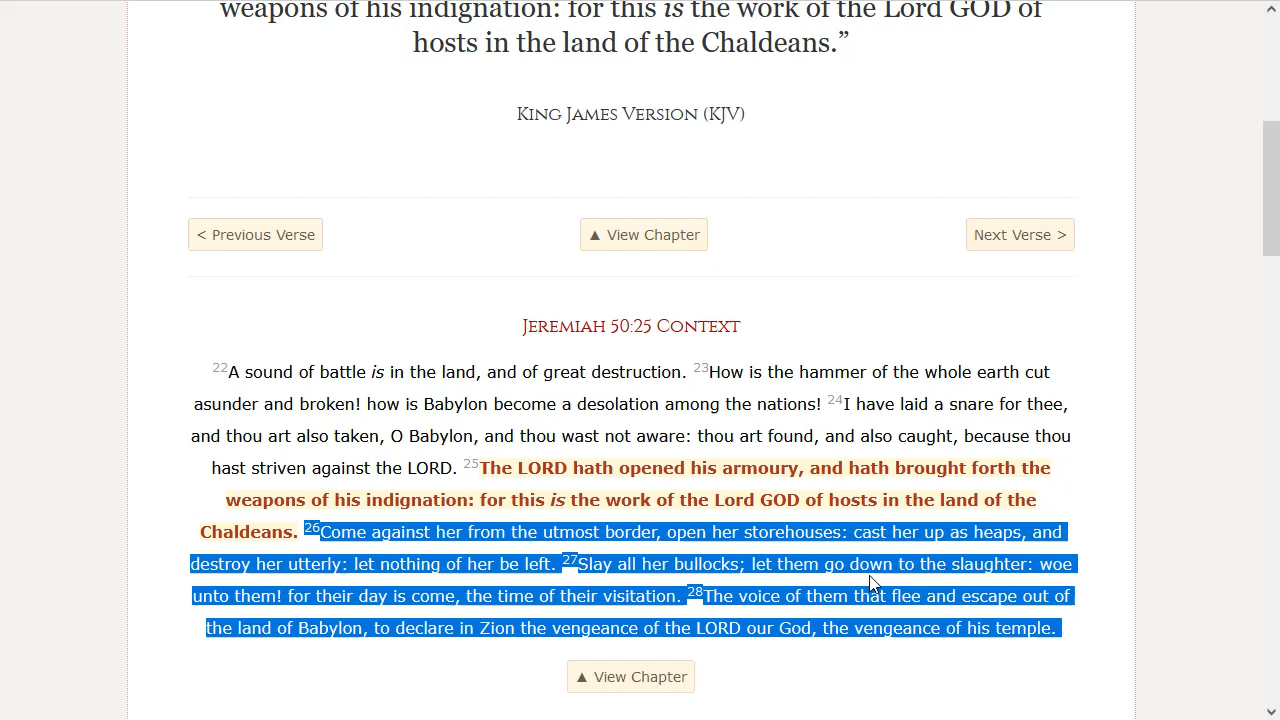 weapons of his indignation: for this is the work of the Lord GOD of
hosts in the land of the Chaldeans.”
King James Version (KJV)
< Previous Verse
▲ View Chapter
Next Verse >
Jeremiah 50:25 Context
22A sound of battle is in the land, and of great destruction. 23How is the hammer of the whole earth cut
asunder and broken! how is Babylon become a desolation among the nations! 24I have laid a snare for thee,
and thou art also taken, O Babylon, and thou wast not aware: thou art found, and also caught, because thou
hast striven against the LORD. 25The LORD hath opened his armoury, and hath brought forth the
weapons of his indignation: for this is the work of the Lord GOD of hosts in the land of the
Chaldeans. 26Come against her from the utmost border, open her storehouses: cast her up as heaps, and
destroy her utterly: let nothing of her be left. 27Slay all her bullocks; let them go down to the slaughter: woe
unto them! for their day is come, the time of their visitation. 28The voice of them that flee and escape out of
the land of Babylon, to declare in Zion the vengeance of the LORD our God, the vengeance of his temple.
▲ View Chapter